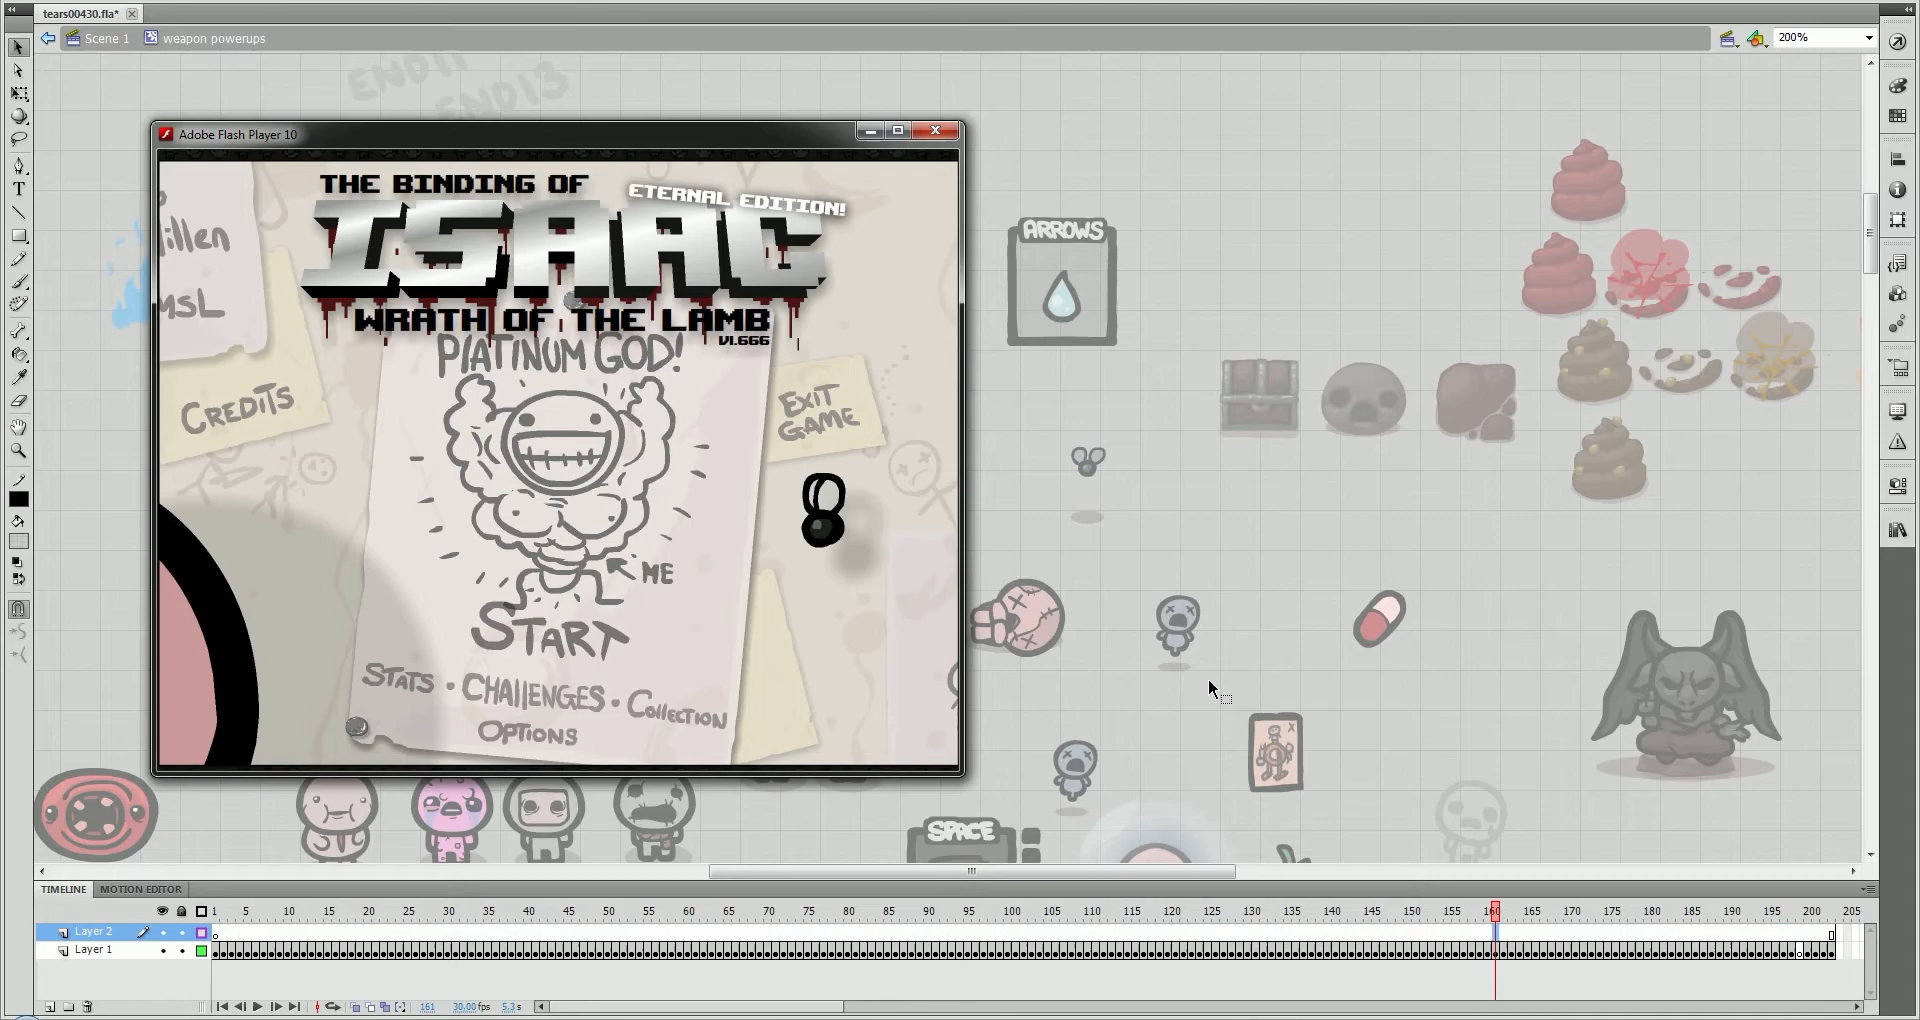 tears00430.fla*
Scene 1
weapon powerups
200%
END11
END13
Adobe Flash Player 10
THE BINDING OF
ETERNAL EDITION!
ISAAC
WRATH OF THE LAMB
V1.666
PLATINUM GOD!
illen
MSL
CREDITS
EXIT
GAME
ME
START
STATS • CHALLENGES • COLLECTION
OPTIONS
ARROWS
SPACE
TIMELINE
MOTION EDITOR
1 5 10 15 20 25 30 35 40 45 50 55 60 65 70 75 80 85 90 95 100 105 110 115 120 125 130 135 140 145 150 155 160 165 170 175 180 185 190 195 200 205
Layer 2
Layer 1
161
30.00fps
5.3s